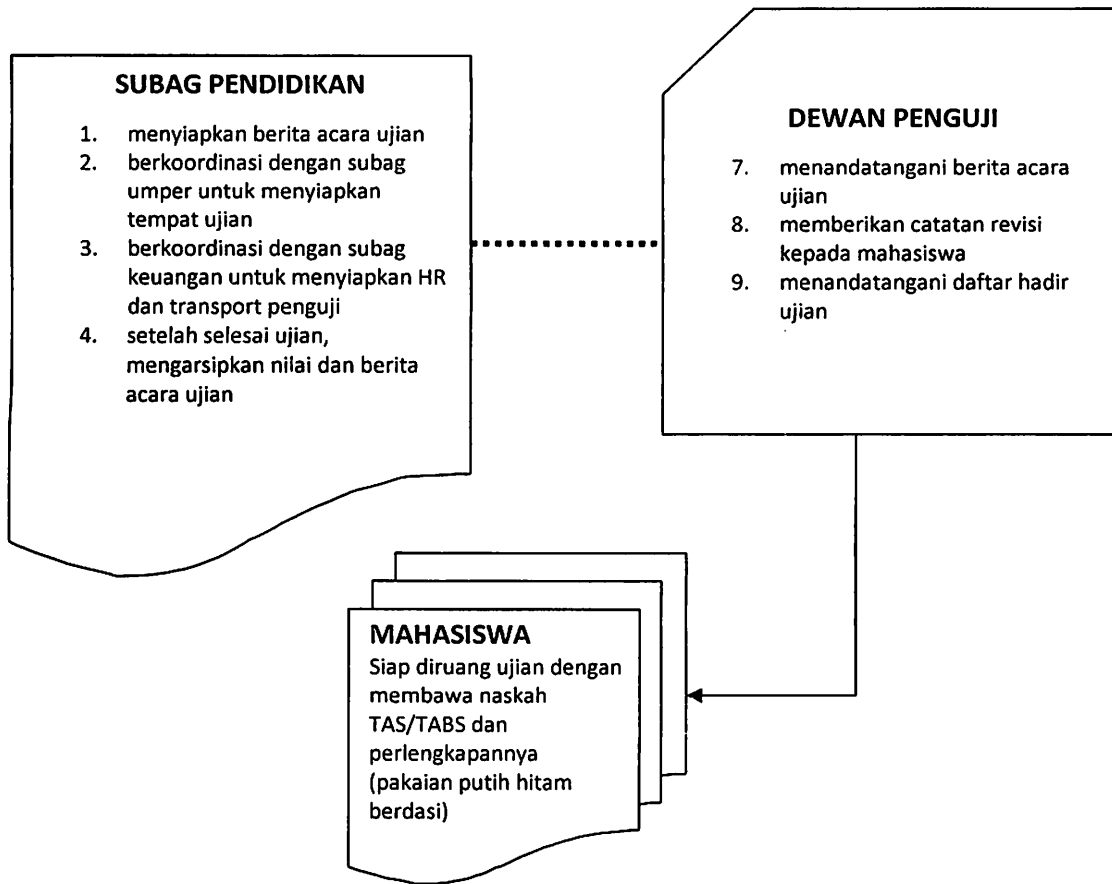 SUBAG PENDIDIKAN
1. menyiapkan berita acara ujian
2. berkoordinasi dengan subag
umper untuk menyiapkan
tempat ujian
3. berkoordinasi dengan subag
keuangan untuk menyiapkan HR
dan transport penguji
4. setelah selesai ujian,
mengarsipkan nilai dan berita
acara ujian
DEWAN PENGUJI
7. menandatangani berita acara
ujian
8. memberikan catatan revisi
kepada mahasiswa
9. menandatangani daftar hadir
ujian
MAHASISWA
Siap diruang ujian dengan
membawa naskah
TAS/TABS dan
perlengkapannya
(pakaian putih hitam
berdasi)